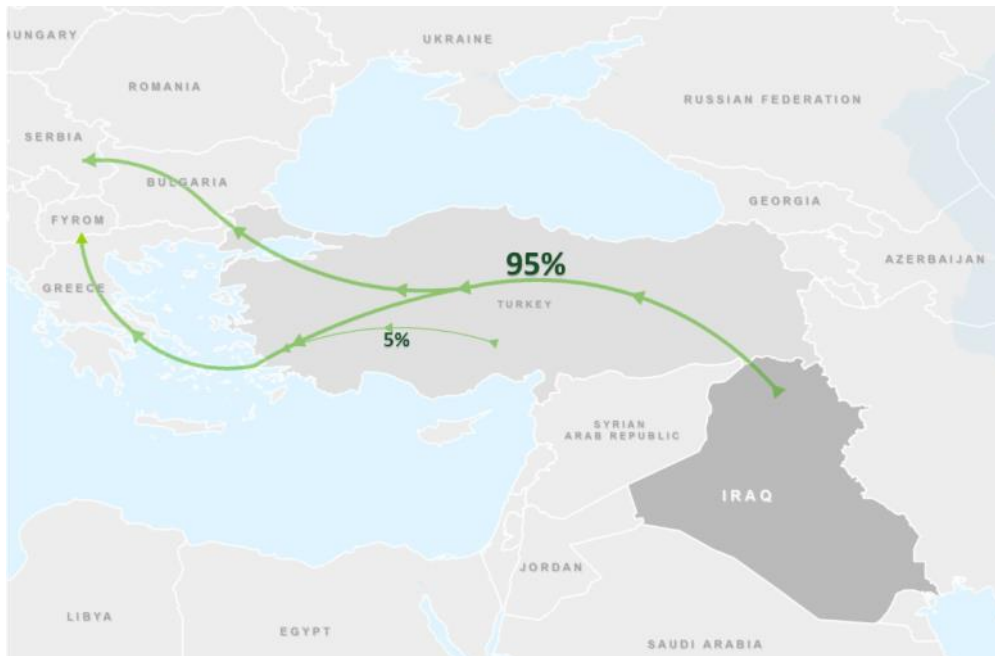 HUNGARY
UKRAINE
ROMANIA
RUSSIAN FEDERATION
SERBIA
BULGARIA
GEORGIA
FYROM
AZERBAIJAN
95%
GREECE
TURKEY
5%
SYRIAN
ARAB REPUBLIC
IRAQ
JORDAN
LIBYA
EGYPT
SAUDI ARABIA